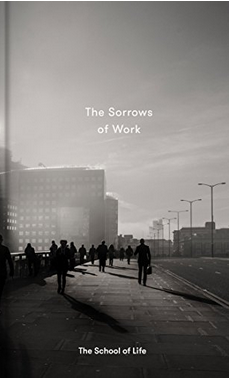 The Sorrows
of Work
The School of Life